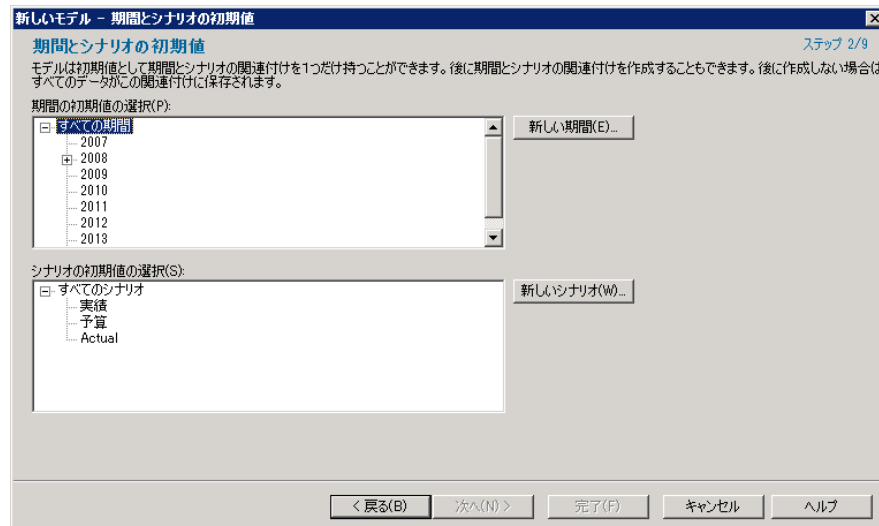 新しいモデル - 期間とシナリオの初期値
期間とシナリオの初期値
ステップ 2/9
モデルは初期値として期間とシナリオの関連付けを1つだけ持つことができます。後に期間とシナリオの関連付けを作成することもできます。後に作成しない場合は
すべてのデータがこの関連付けに保存されます。
期間の初期値の選択(P):
すべての期間
2007
2008
2009
2010
2011
2012
2013
新しい期間(E)...
シナリオの初期値の選択(S):
すべてのシナリオ
実績
予算
Actual
新しいシナリオ(W)...
< 戻る(B)
次へ(N) >
完了(F)
キャンセル
ヘルプ